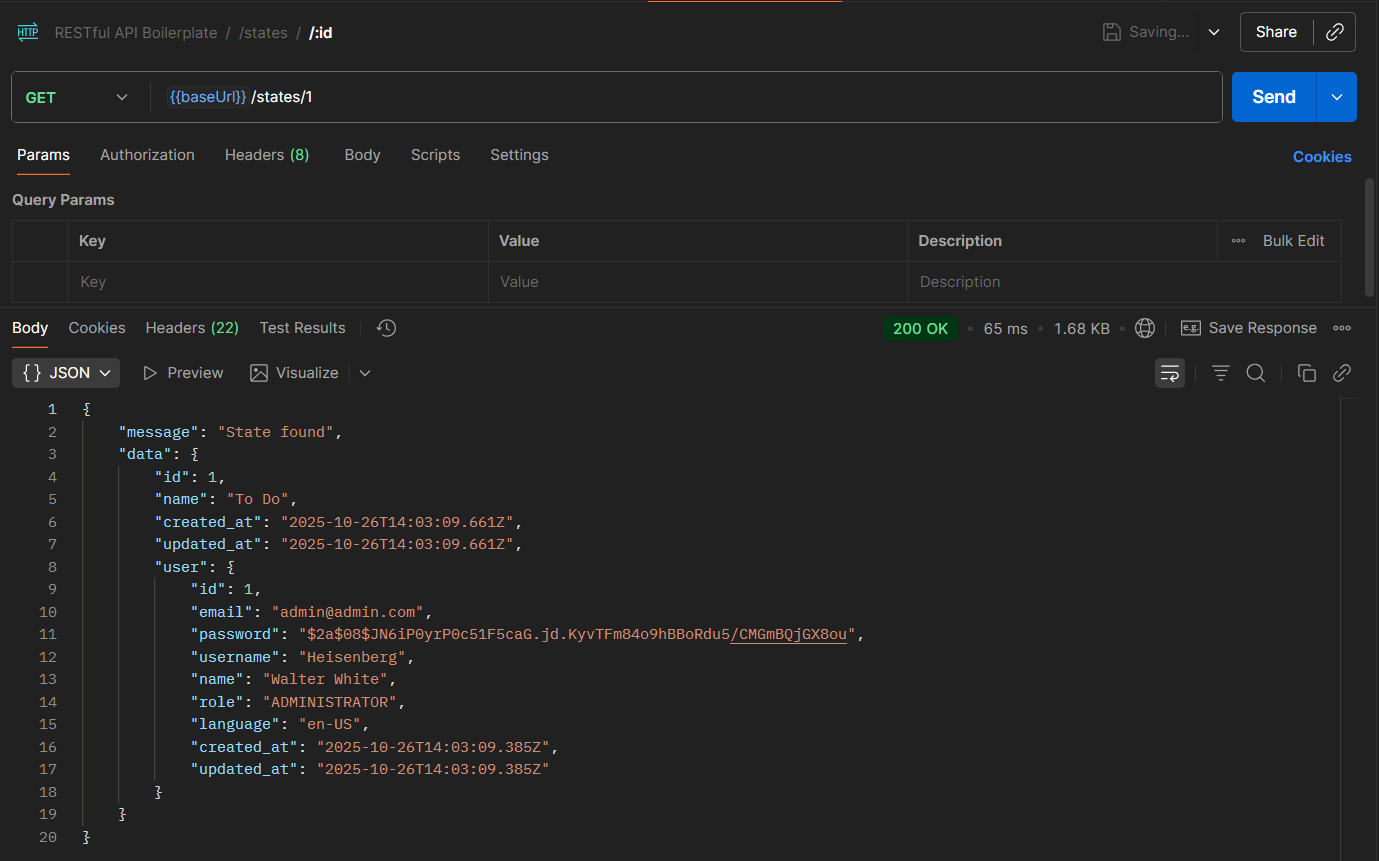 HTTP RESTful API Boilerplate / /states / /:id Saving... Share
GET {{baseUrl}} /states/1 Send
Params Authorization Headers (8) Body Scripts Settings Cookies
Query Params
Key Value Description Bulk Edit
Key Value Description
Body Cookies Headers (22) Test Results 200 OK 65 ms 1.68 KB e.g. Save Response
{} JSON Preview Visualize
1 {
2 "message": "State found",
3 "data": {
4 "id": 1,
5 "name": "To Do",
6 "created_at": "2025-10-26T14:03:09.661Z",
7 "updated_at": "2025-10-26T14:03:09.661Z",
8 "user": {
9 "id": 1,
10 "email": "admin@admin.com",
11 "password": "$2a$08$JN6iP0yrP0c51F5caG.jd.KyvTFm84o9hBBoRdu5/CMGmBQjGX8ou",
12 "username": "Heisenberg",
13 "name": "Walter White",
14 "role": "ADMINISTRATOR",
15 "language": "en-US",
16 "created_at": "2025-10-26T14:03:09.385Z",
17 "updated_at": "2025-10-26T14:03:09.385Z"
18 }
19 }
20 }